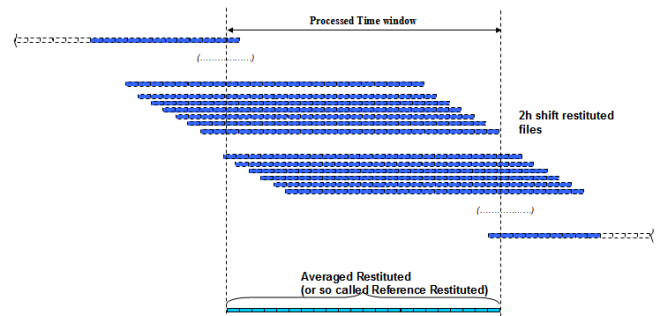 Processed Time window
(................)
2h shift restituted
files
(................)
Averaged Restituted
(or so called Reference Restituted)